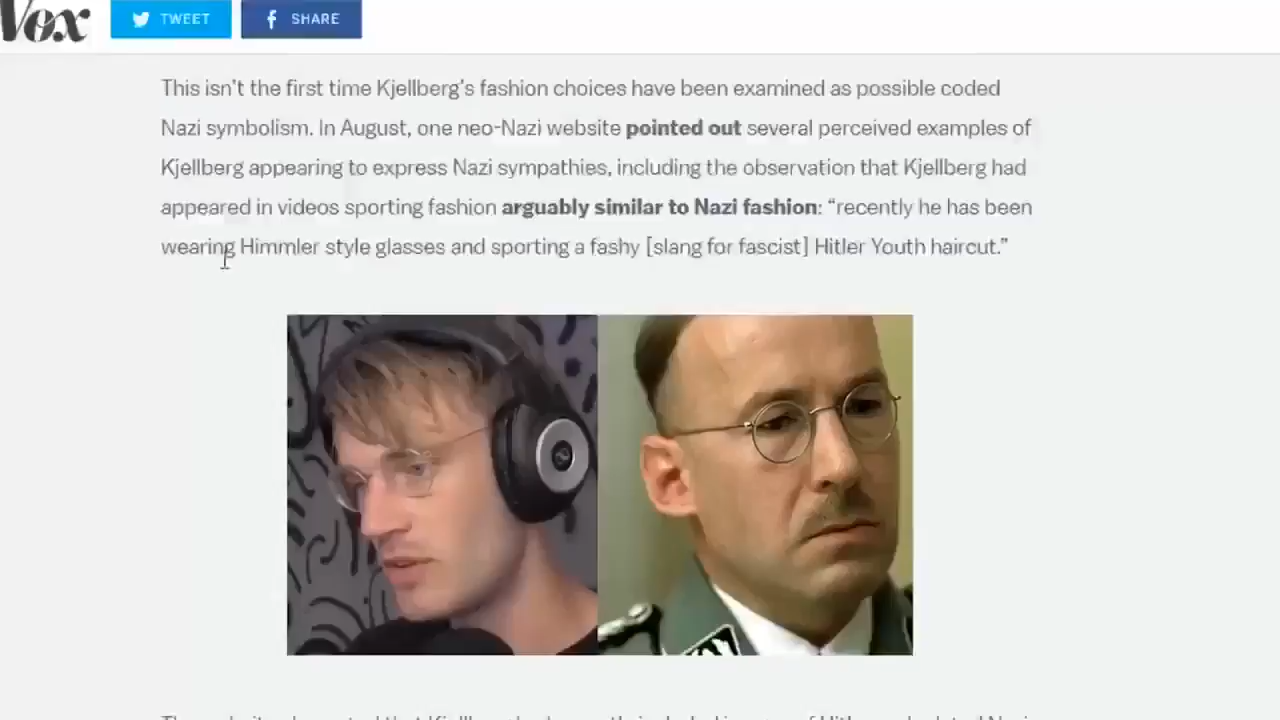 Vox TWEET SHARE
This isn't the first time Kjellberg's fashion choices have been examined as possible coded
Nazi symbolism. In August, one neo-Nazi website pointed out several perceived examples of
Kjellberg appearing to express Nazi sympathies, including the observation that Kjellberg had
appeared in videos sporting fashion arguably similar to Nazi fashion: “recently he has been
wearing Himmler style glasses and sporting a fashy [slang for fascist] Hitler Youth haircut.”